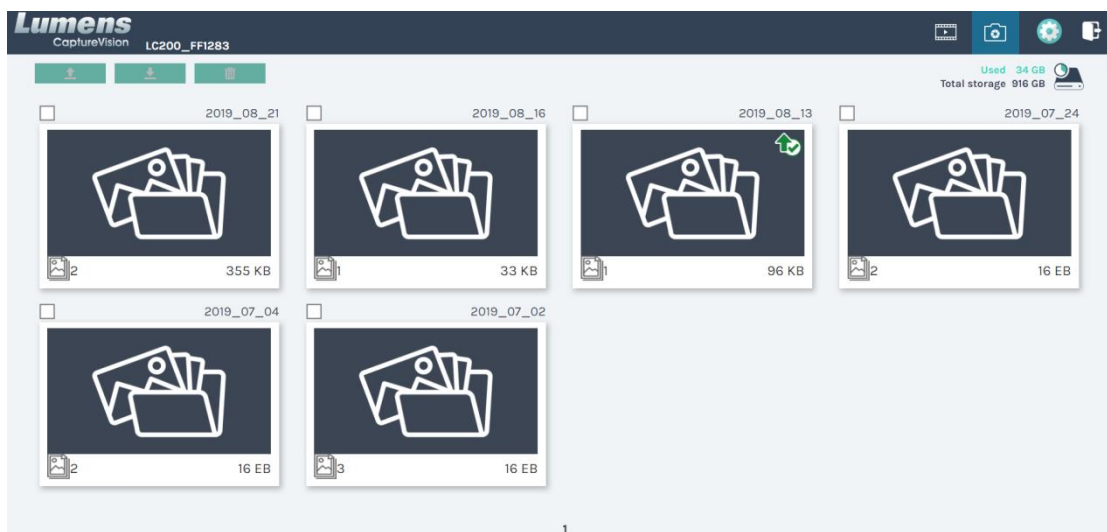 Lumens
CaptureVision LC200_FF1283
Used 34 GB
Total storage 916 GB
2019_08_21 2019_08_16 2019_08_13 2019_07_24
2 355 KB 1 33 KB 1 96 KB 2 16 EB
2019_07_04 2019_07_02
2 16 EB 3 16 EB
1